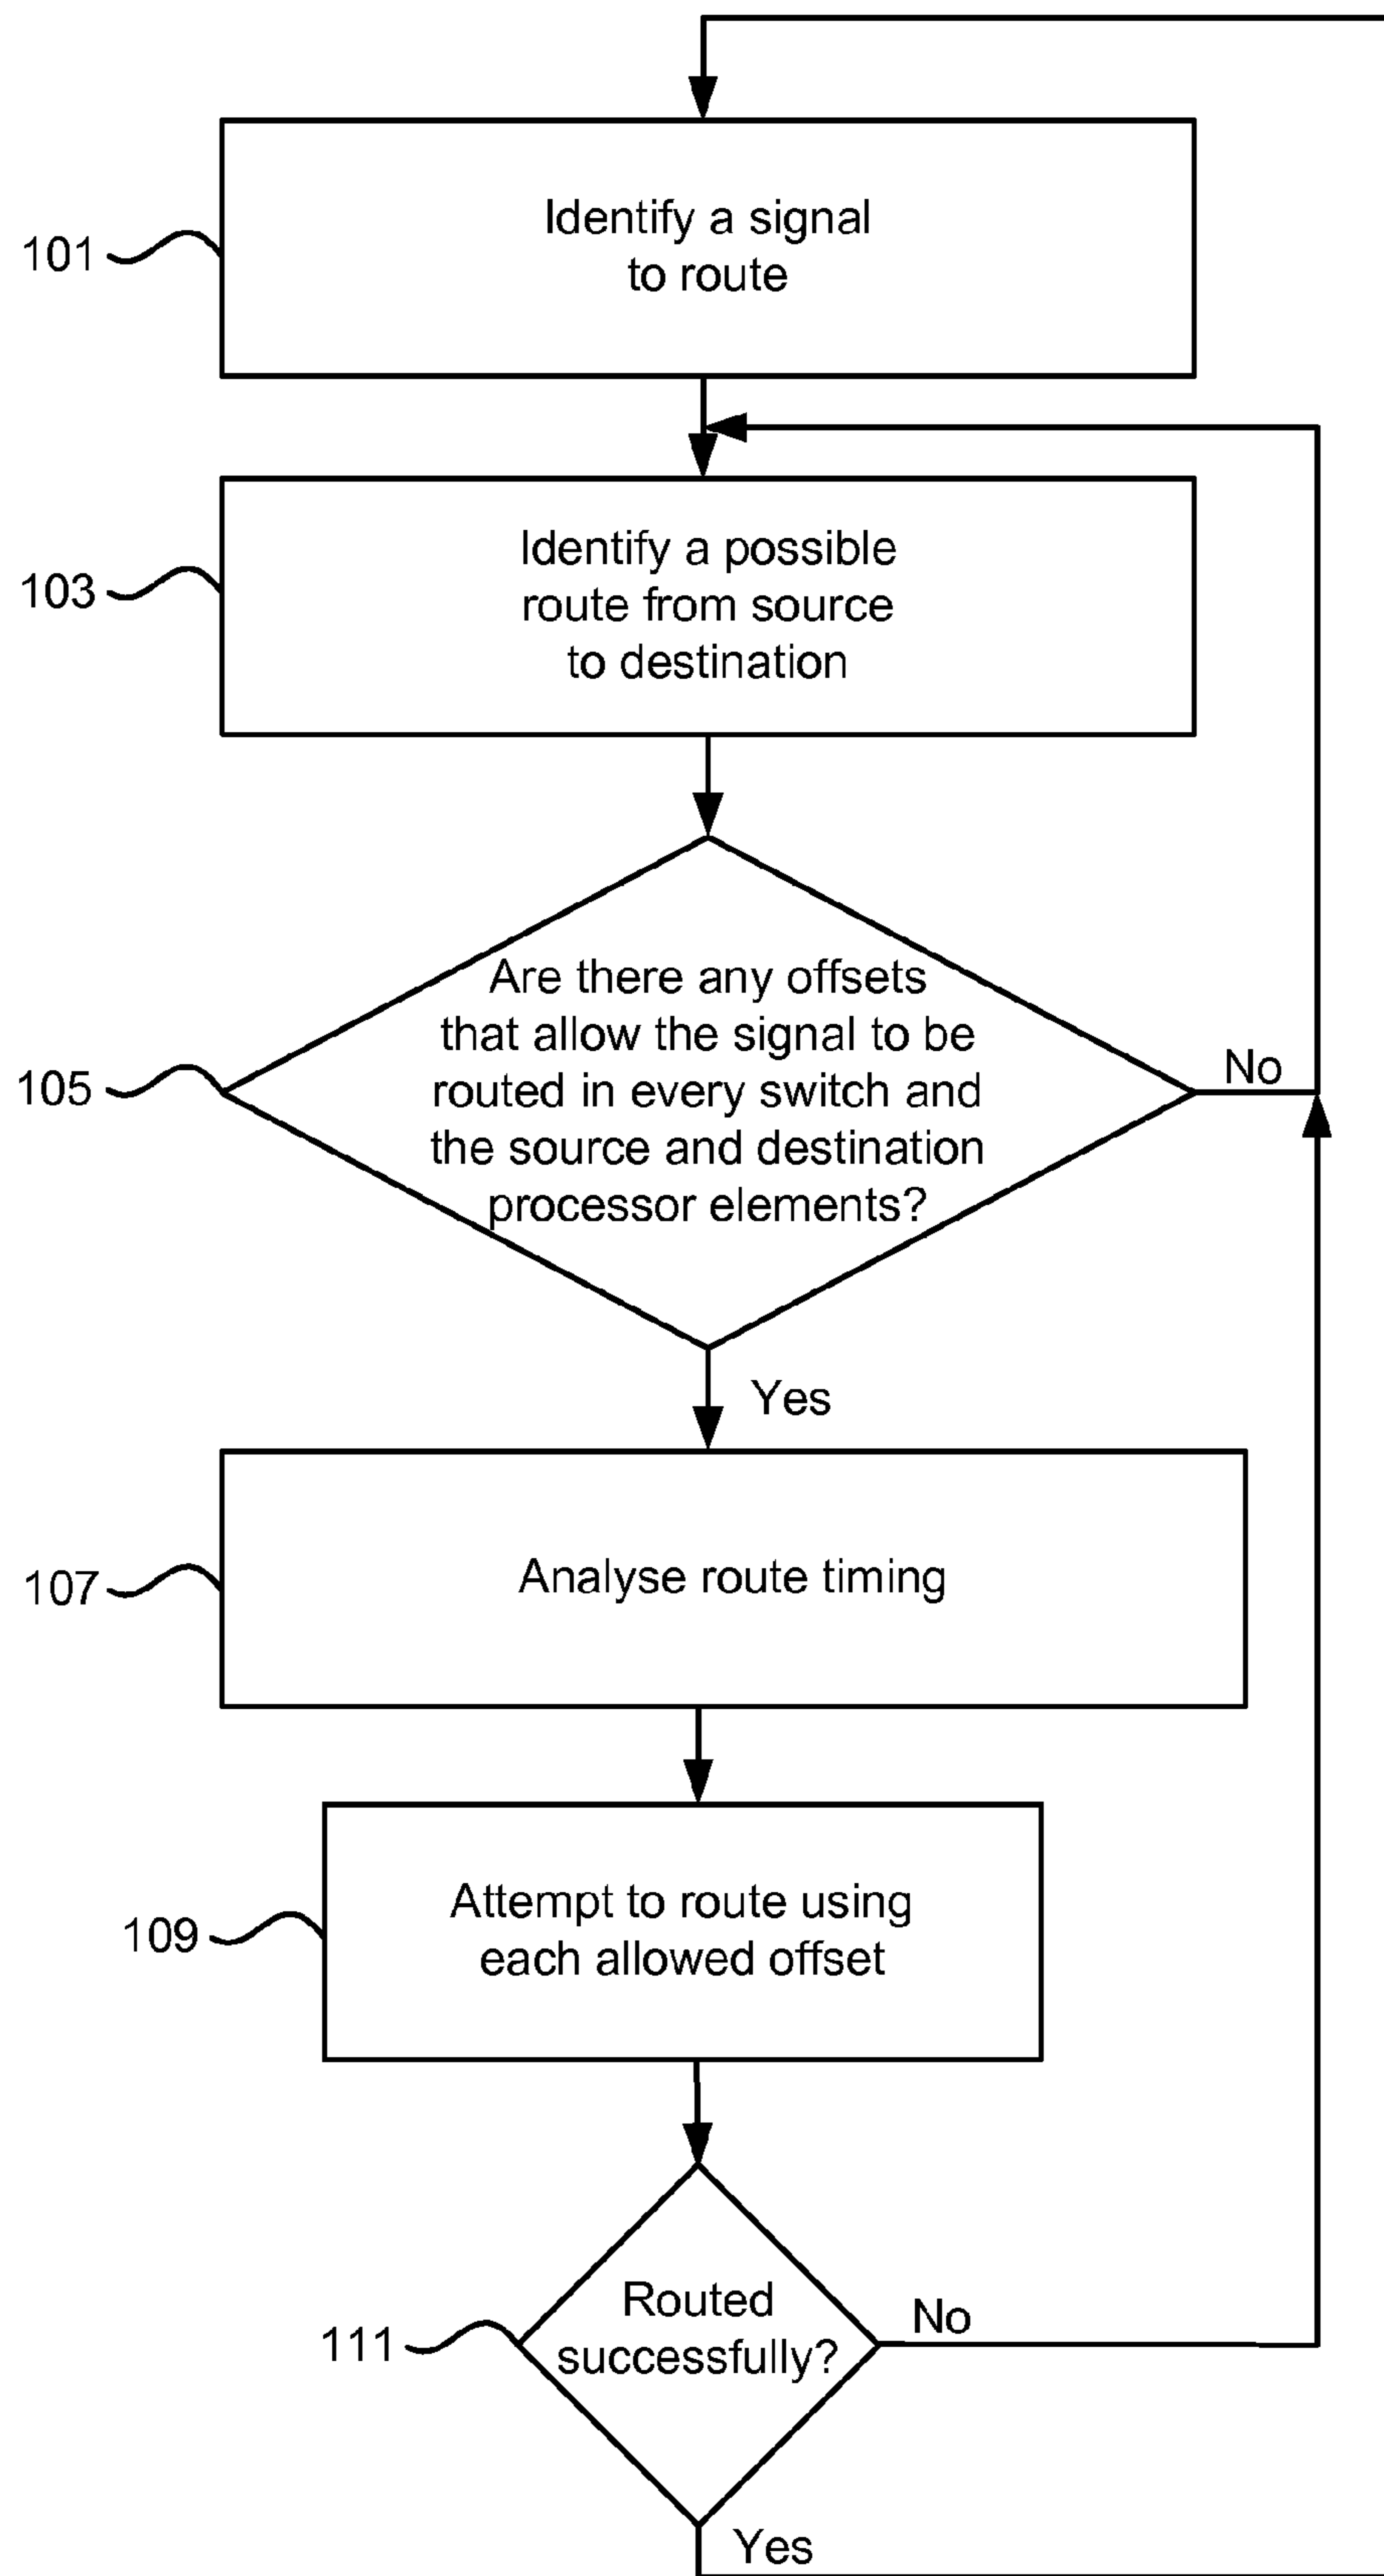 Identify a signal
to route
101
Identify a possible
route from source
to destination
103
Are there any offsets
that allow the signal to be
routed in every switch and
the source and destination
processor elements?
105
No
Yes
Analyse route timing
107
Attempt to route using
each allowed offset
109
Routed
successfully?
111
No
Yes